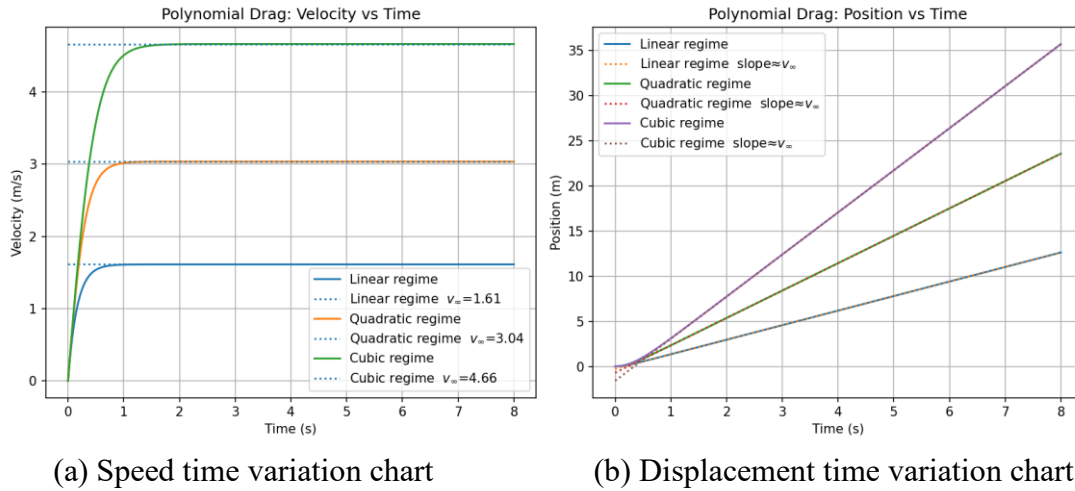 Polynomial Drag: Velocity vs Time
Velocity (m/s)
4
3
2
1
0
Linear regime
Linear regime v∞=1.61
Quadratic regime
Quadratic regime v∞=3.04
Cubic regime
Cubic regime v∞=4.66
0 1 2 3 4 5 6 7 8
Time (s)
(a) Speed time variation chart
Polynomial Drag: Position vs Time
Position (m)
35
30
25
20
15
10
5
0
Linear regime
Linear regime slope≈v∞
Quadratic regime
Quadratic regime slope≈v∞
Cubic regime
Cubic regime slope≈v∞
0 1 2 3 4 5 6 7 8
Time (s)
(b) Displacement time variation chart